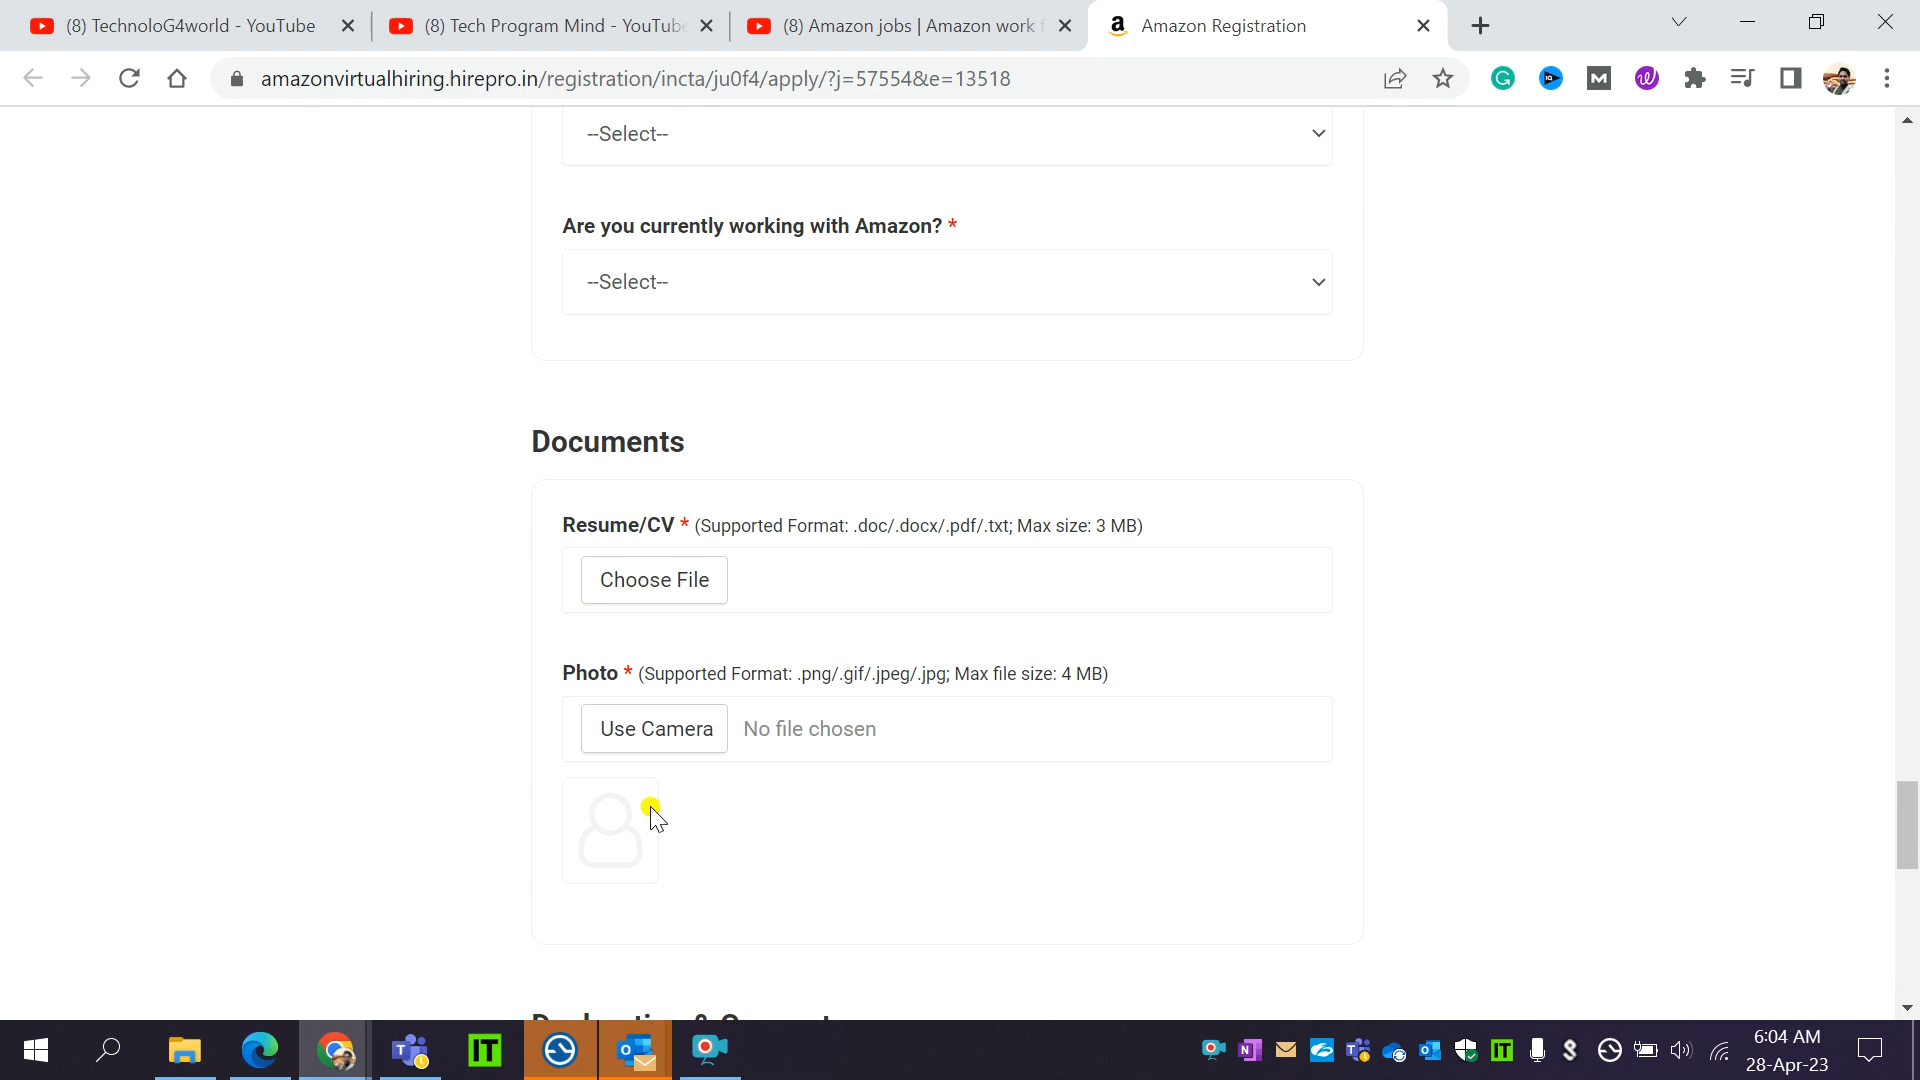 (8) TechnoloG4world - YouTube
(8) Tech Program Mind - YouTube
(8) Amazon jobs | Amazon work f
Amazon Registration
amazonvirtualhiring.hirepro.in/registration/incta/ju0f4/apply/?j=57554&e=13518
--Select--
Are you currently working with Amazon? *
--Select--
Documents
Resume/CV * (Supported Format: .doc/.docx/.pdf/.txt; Max size: 3 MB)
Choose File
Photo * (Supported Format: .png/.gif/.jpeg/.jpg; Max file size: 4 MB)
Use Camera No file chosen
6:04 AM
28-Apr-23